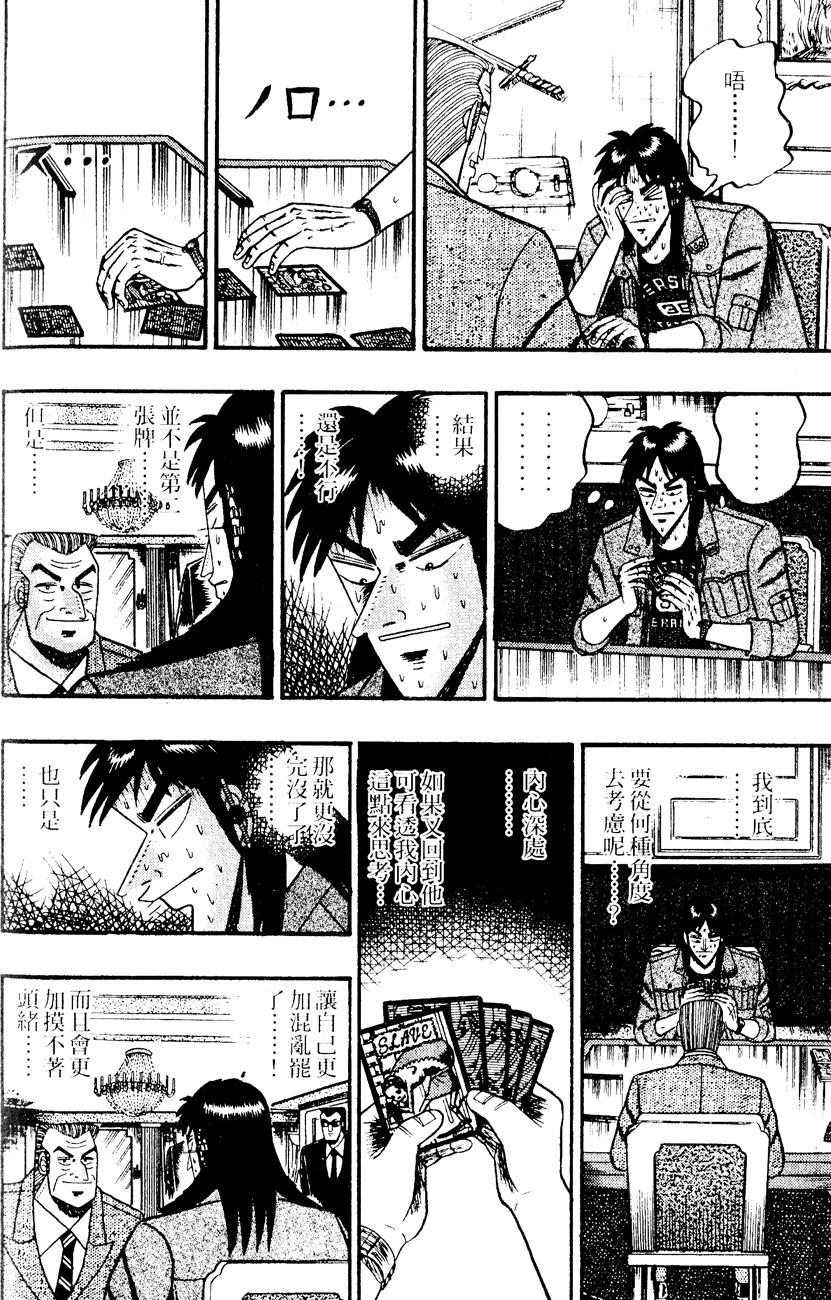 唔……！
ノロ…
ス…
………
………
結果
還是不行
……！
並不是第二
張牌……
但是……
我到底
……
要從何種角度
去考慮呢……？
內心深處
………
如果又回到他
可看透我內心
這點來思考…
SLAVE
那就更沒
完沒了了
……
也只是
……
讓自己更
加混亂罷
了……！
而且會更
加摸不著
頭緒……